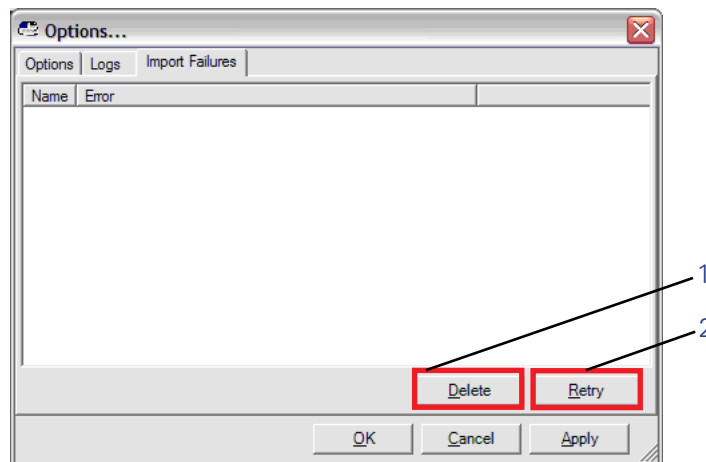 Options...
Options Logs Import Failures
Name Error
1
2
Delete Retry
OK Cancel Apply